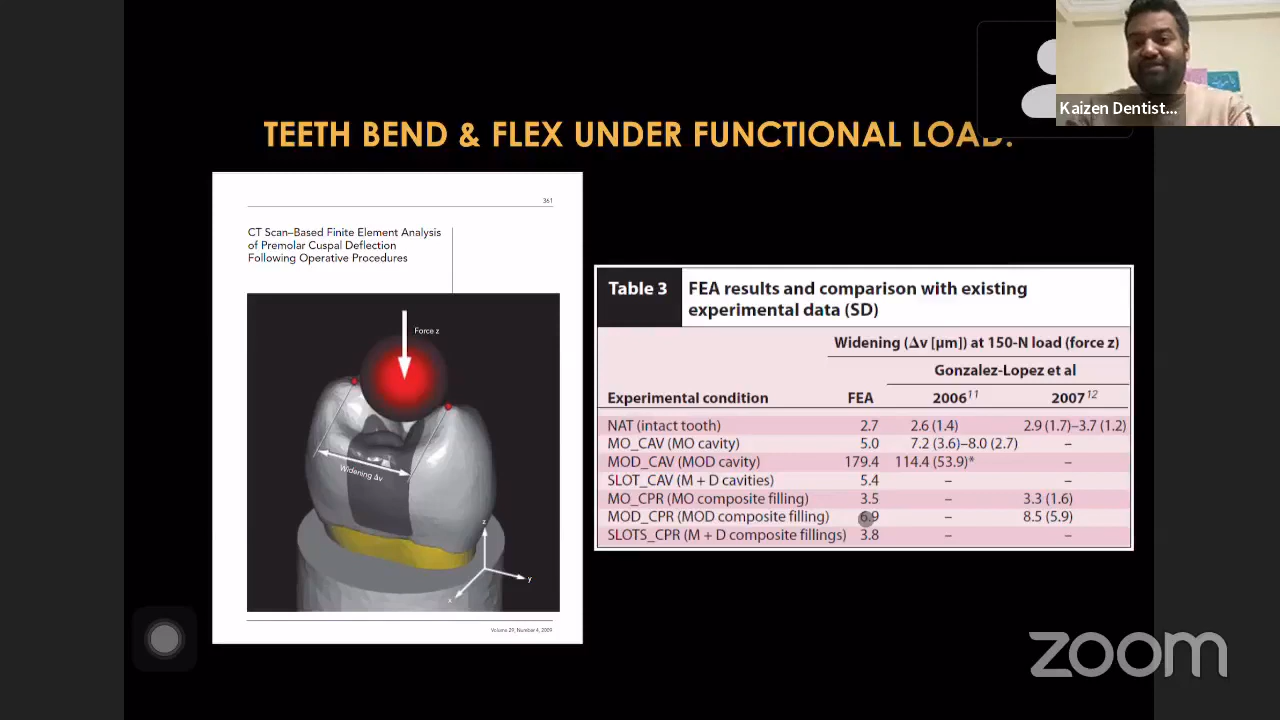 Kaizen Dentist...
TEETH BEND & FLEX UNDER FUNCTIONAL LOAD.
361
CT Scan–Based Finite Element Analysis
of Premolar Cuspal Deflection
Following Operative Procedures
Force z
Widening Δv
z
y
x
Volume 29, Number 4, 2009
Table 3
FEA results and comparison with existing
experimental data (SD)
Widening (Δv [µm]) at 150-N load (force z)
Gonzalez-Lopez et al
Experimental condition FEA 2006¹¹ 2007¹²
NAT (intact tooth) 2.7 2.6 (1.4) 2.9 (1.7)–3.7 (1.2)
MO_CAV (MO cavity) 5.0 7.2 (3.6)–8.0 (2.7) –
MOD_CAV (MOD cavity) 179.4 114.4 (53.9)* –
SLOT_CAV (M + D cavities) 5.4 – –
MO_CPR (MO composite filling) 3.5 – 3.3 (1.6)
MOD_CPR (MOD composite filling) 6.9 – 8.5 (5.9)
SLOTS_CPR (M + D composite fillings) 3.8 – –
zoom